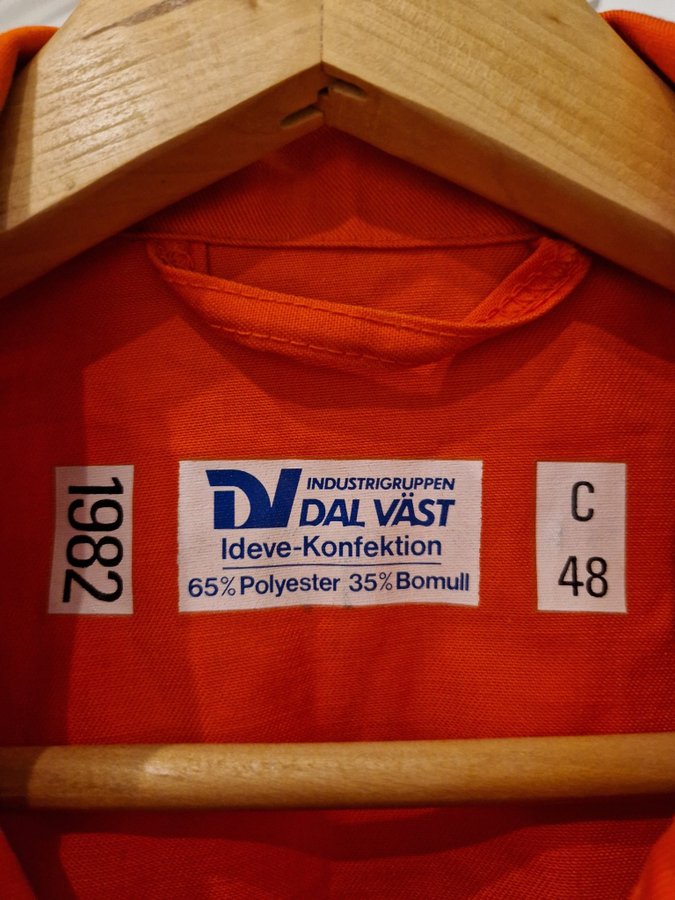 1982
DV INDUSTRIGRUPPEN
DAL VÄST
Ideve-Konfektion
65% Polyester 35% Bomull
C
48